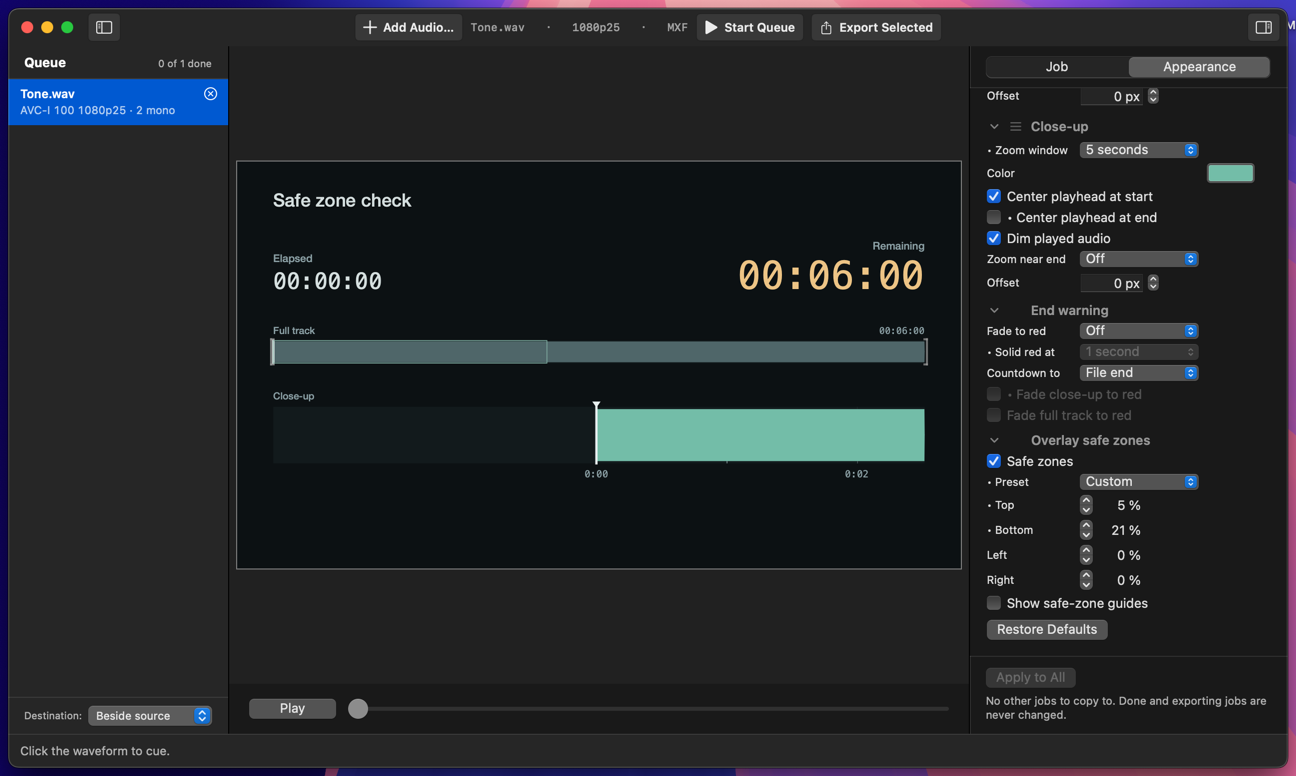 Add Audio... Tone.wav · 1080p25 · MXF Start Queue Export Selected
M
Queue 0 of 1 done
Tone.wav
AVC-I 100 1080p25 · 2 mono
Safe zone check
Elapsed
00:00:00
Remaining
00:06:00
Full track 00:06:00
Close-up
0:00 0:02
Play
Destination: Beside source
Click the waveform to cue.
Job Appearance
Offset 0 px
Close-up
• Zoom window 5 seconds
Color
Center playhead at start
• Center playhead at end
Dim played audio
Zoom near end Off
Offset 0 px
End warning
Fade to red Off
• Solid red at 1 second
Countdown to File end
• Fade close-up to red
Fade full track to red
Overlay safe zones
Safe zones
• Preset Custom
• Top 5 %
• Bottom 21 %
Left 0 %
Right 0 %
Show safe-zone guides
Restore Defaults
Apply to All
No other jobs to copy to. Done and exporting jobs are
never changed.